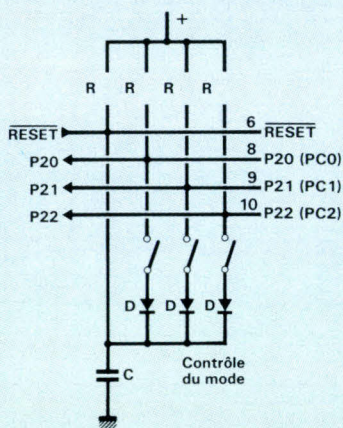 +
R R R R
RESET 6 RESET
P20 8 P20 (PC0)
P21 9 P21 (PC1)
P22 10 P22 (PC2)
D D D
C
Contrôle
du mode